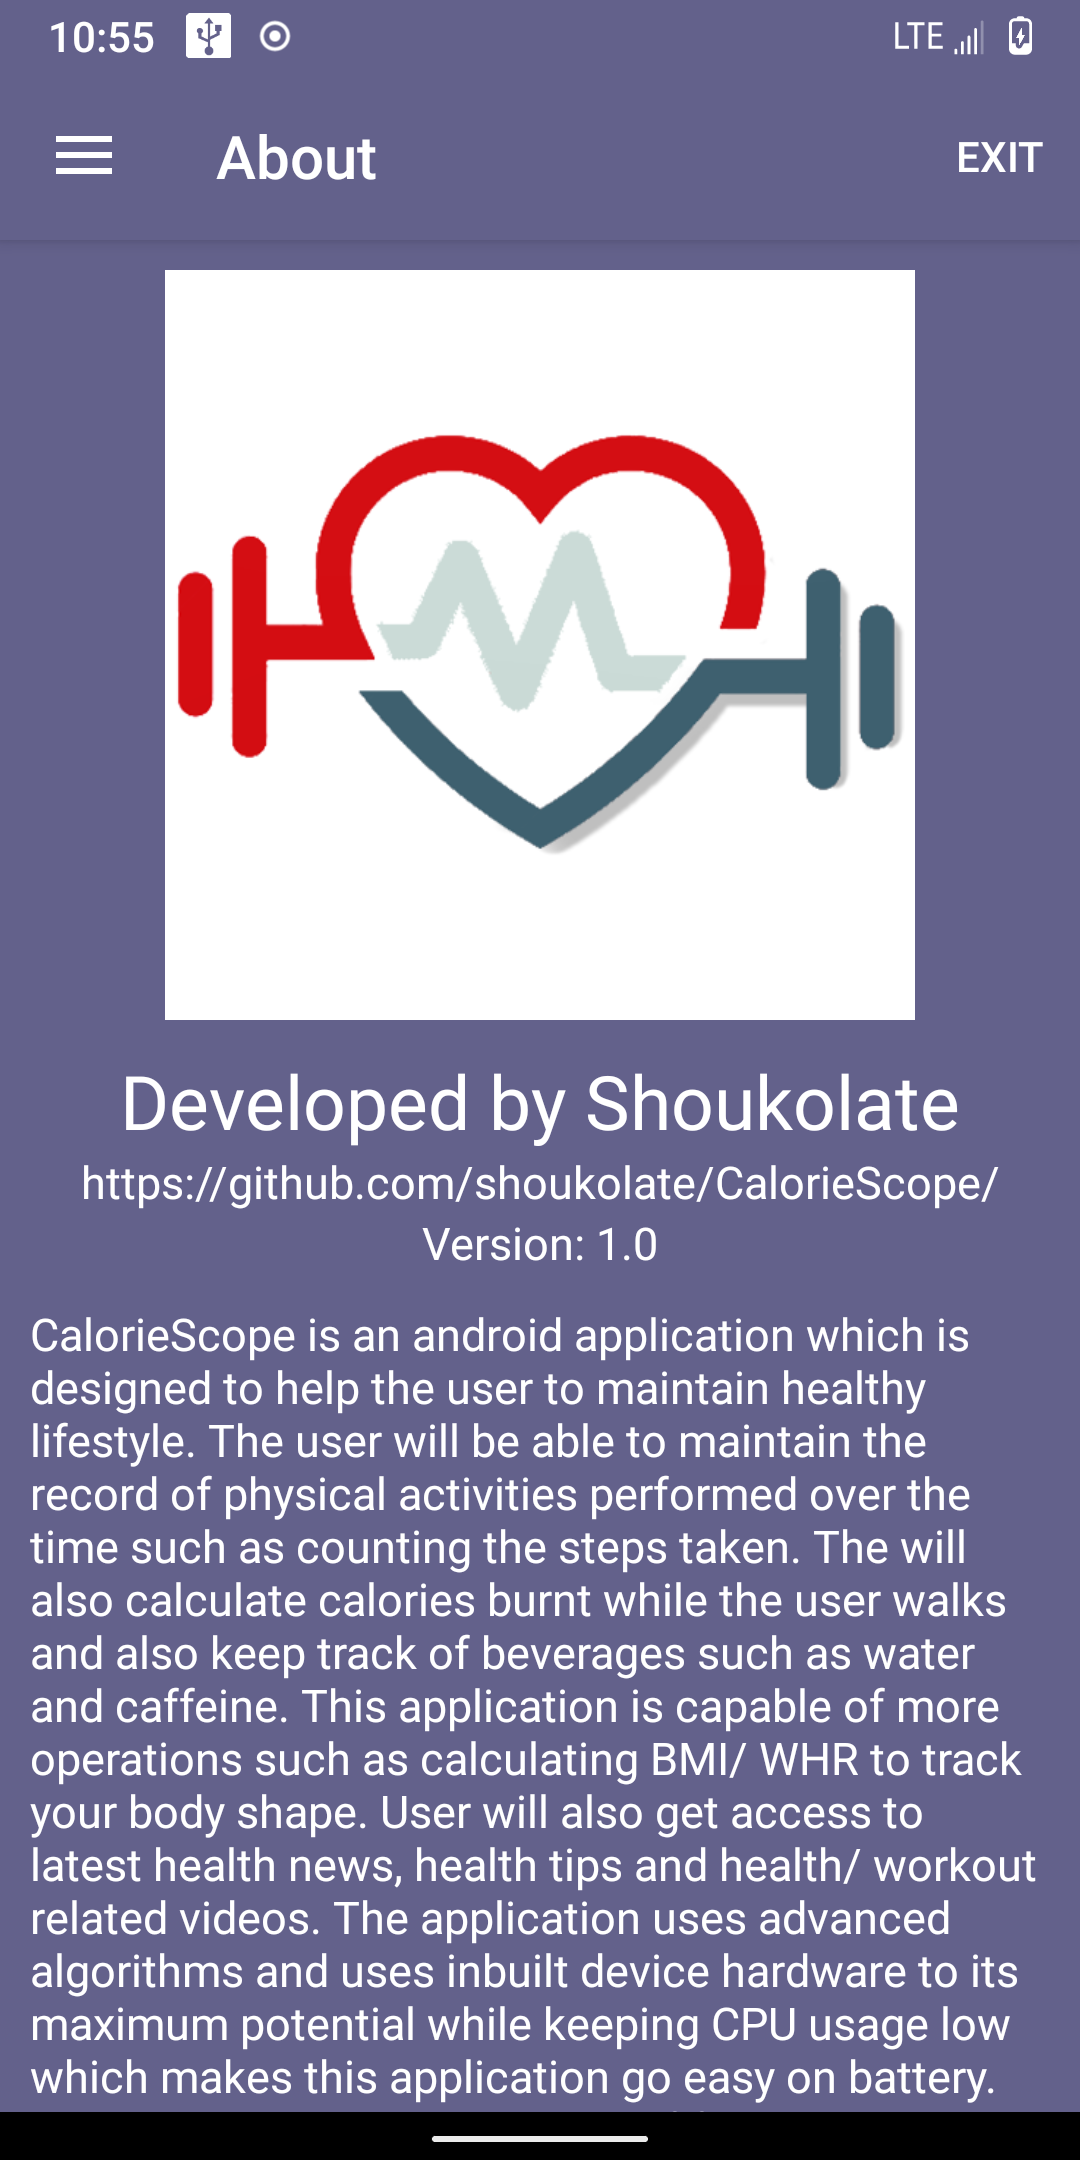 10:55
LTE
About
EXIT
Developed by Shoukolate
https://github.com/shoukolate/CalorieScope/
Version: 1.0
CalorieScope is an android application which is
designed to help the user to maintain healthy
lifestyle. The user will be able to maintain the
record of physical activities performed over the
time such as counting the steps taken. The will
also calculate calories burnt while the user walks
and also keep track of beverages such as water
and caffeine. This application is capable of more
operations such as calculating BMI/ WHR to track
your body shape. User will also get access to
latest health news, health tips and health/ workout
related videos. The application uses advanced
algorithms and uses inbuilt device hardware to its
maximum potential while keeping CPU usage low
which makes this application go easy on battery.